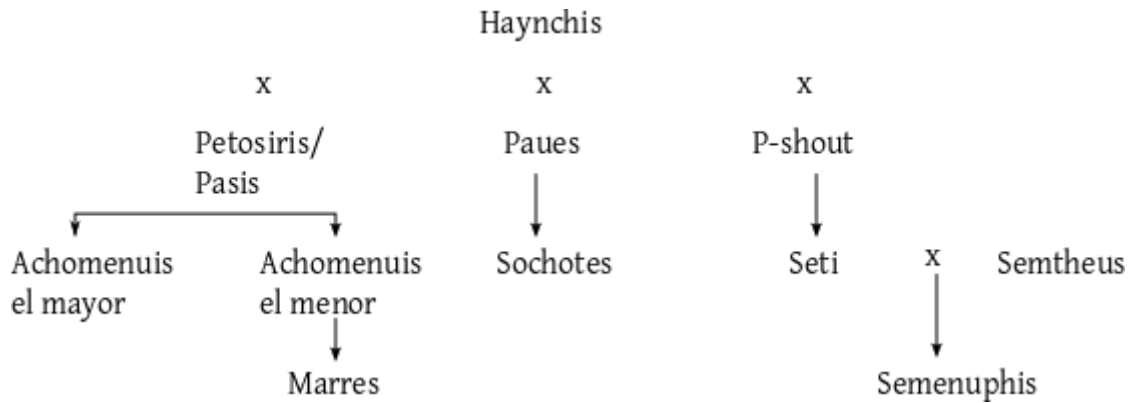 Haynchis
x x x
Petosiris/ Paues P-shout
Pasis
Achomenuis Achomenuis Sochotes Seti x Semtheus
el mayor el menor
Marres Semenuphis